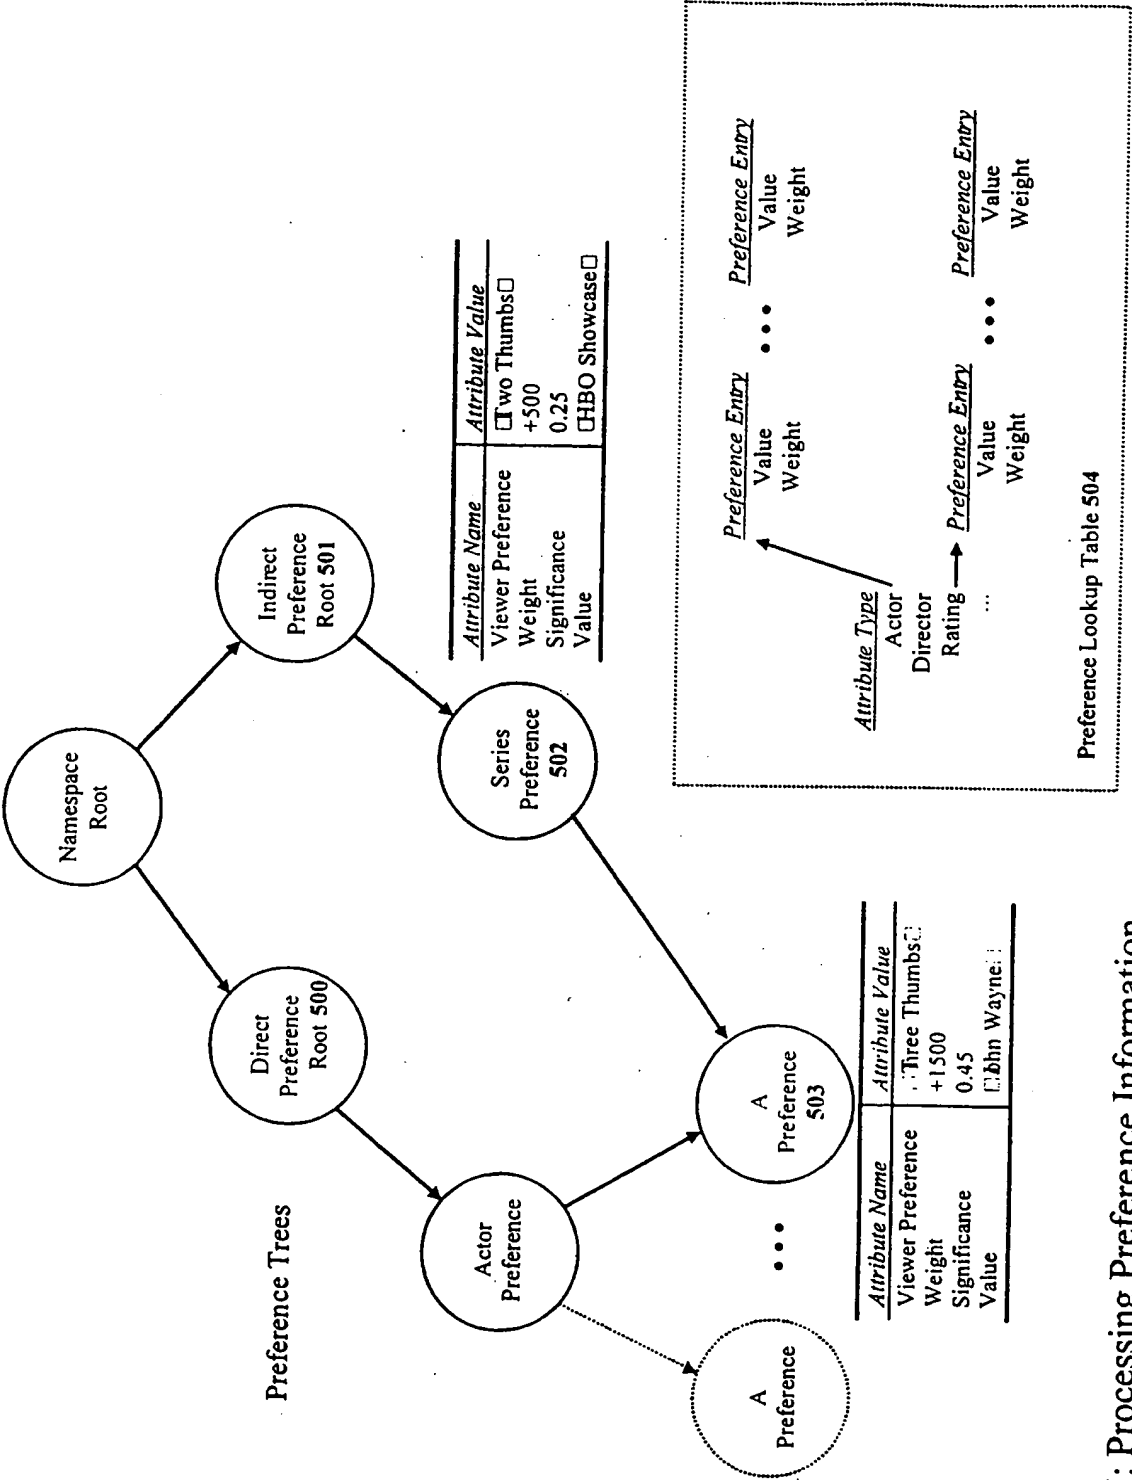 Preference Trees
Namespace
Root
Direct
Preference
Root 500
Indirect
Preference
Root 501
Actor
Preference
Series
Preference
502
A
Preference
A
Preference
503
Attribute Name Attribute Value
Viewer Preference Two Thumbs
Weight +500
Significance 0.25
Value HBO Showcase
Attribute Name Attribute Value
Viewer Preference Three Thumbs
Weight +1500
Significance 0.45
Value ohn Wayne
Attribute Type
Actor
Director
Rating
...
Preference Entry
Value
Weight
Preference Entry
Value
Weight
Preference Entry
Value
Weight
Preference Entry
Value
Weight
Preference Lookup Table 504
: Processing Preference Information